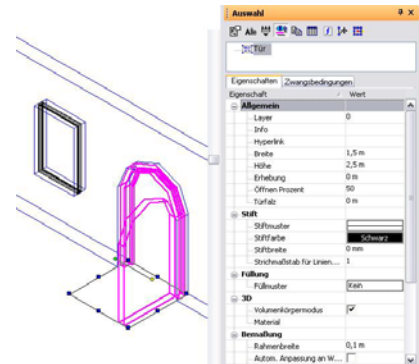 Auswahl
Tür
Eigenschaften Zwangsbedingungen
Eigenschaft Wert
Allgemein
Layer 0
Info
Hyperlink
Breite 1,5 m
Höhe 2,5 m
Erhebung 0 m
Öffnen Prozent 50
Türfalz 0 m
Stift
Stiftmuster
Stiftfarbe Schwarz
Stiftbreite 0 mm
Strichmaßstab für Linien... 1
Füllung
Füllmuster Kein
3D
Volumenkörpermodus
Material
Bemaßung
Rahmenbreite 0,1 m
Autom. Anpassung an W...